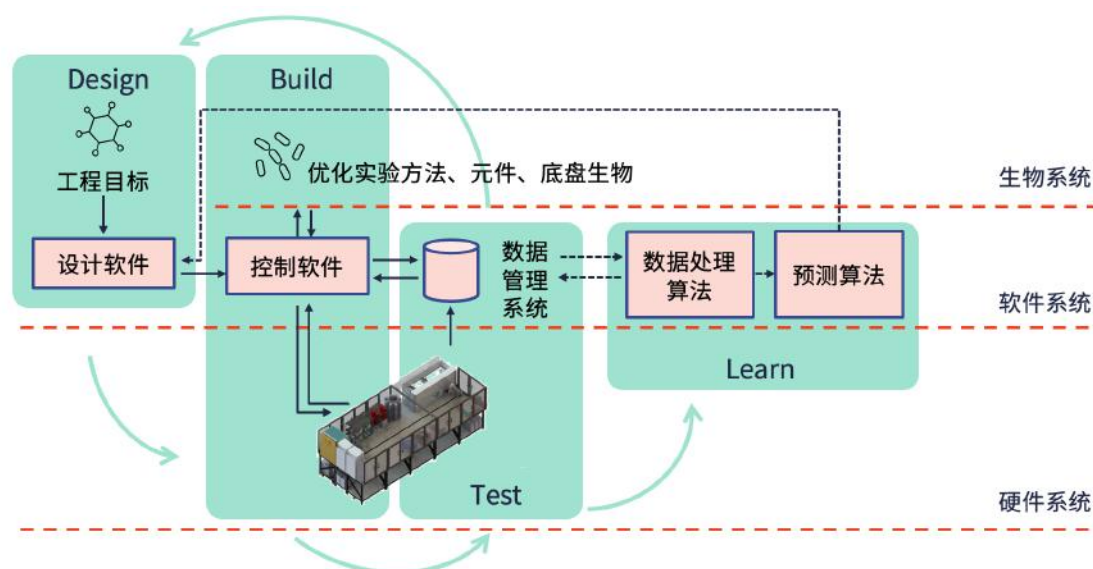 Design
Build
工程目标
优化实验方法、元件、底盘生物
生物系统
设计软件
控制软件
数据
管理
系统
数据处理
算法
预测算法
软件系统
Learn
Test
硬件系统